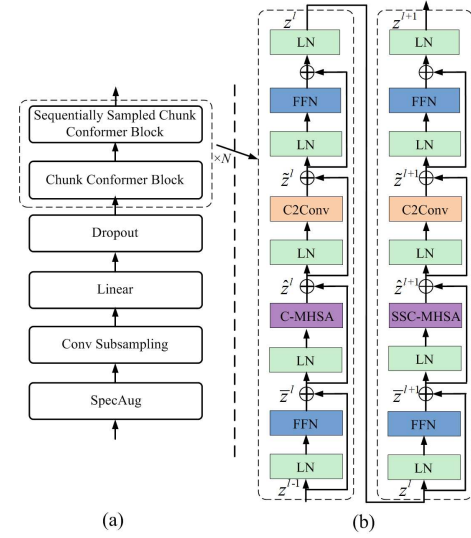 Sequentially Sampled Chunk
Conformer Block
×N
Chunk Conformer Block
Dropout
Linear
Conv Subsampling
SpecAug
(a)
z^l
LN
FFN
LN
z̃^l
C2Conv
LN
ẑ^l
C-MHSA
LN
z̄^l
FFN
LN
z^{l-1}
z^{l+1}
LN
FFN
LN
z̃^{l+1}
C2Conv
LN
ẑ^{l+1}
SSC-MHSA
LN
z̄^{l+1}
FFN
LN
z^l
(b)